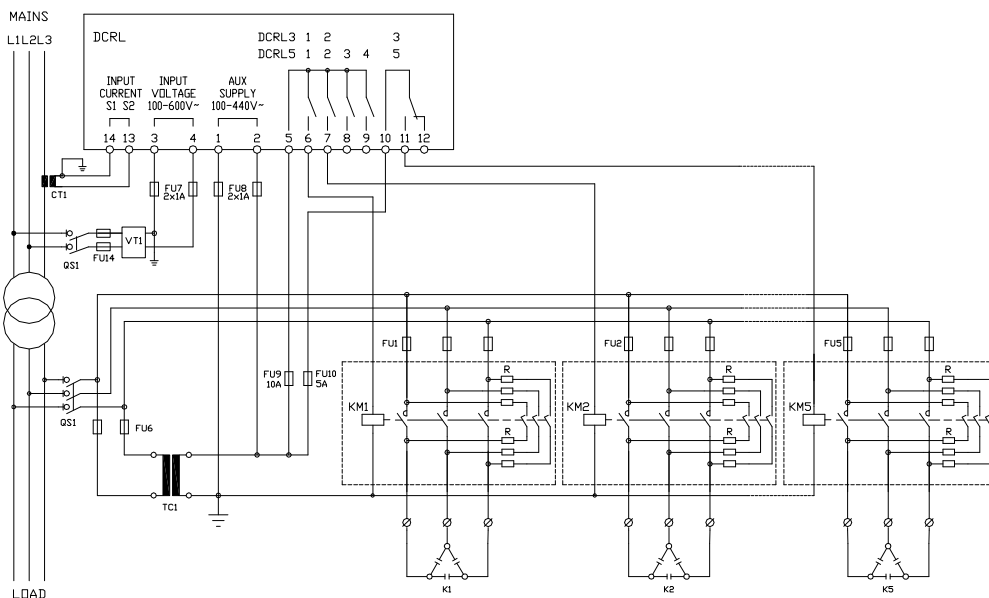 MAINS
L1L2L3
DCRL
DCRL3 1 2 3
DCRL5 1 2 3 4 5
INPUT CURRENT
S1 S2
INPUT VOLTAGE
100-600V~
AUX SUPPLY
100-440V~
14 13 3 4 1 2 5 6 7 8 9 10 11 12
CT1
FU7
2x1A
FU8
2x1A
VT1
QS1
FU14
FU1
FU2
FU5
FU9
10A
FU10
5A
R
R
R
KM1
KM2
KM5
QS1
FU6
R
R
R
TC1
K1
K2
K5
LOAD